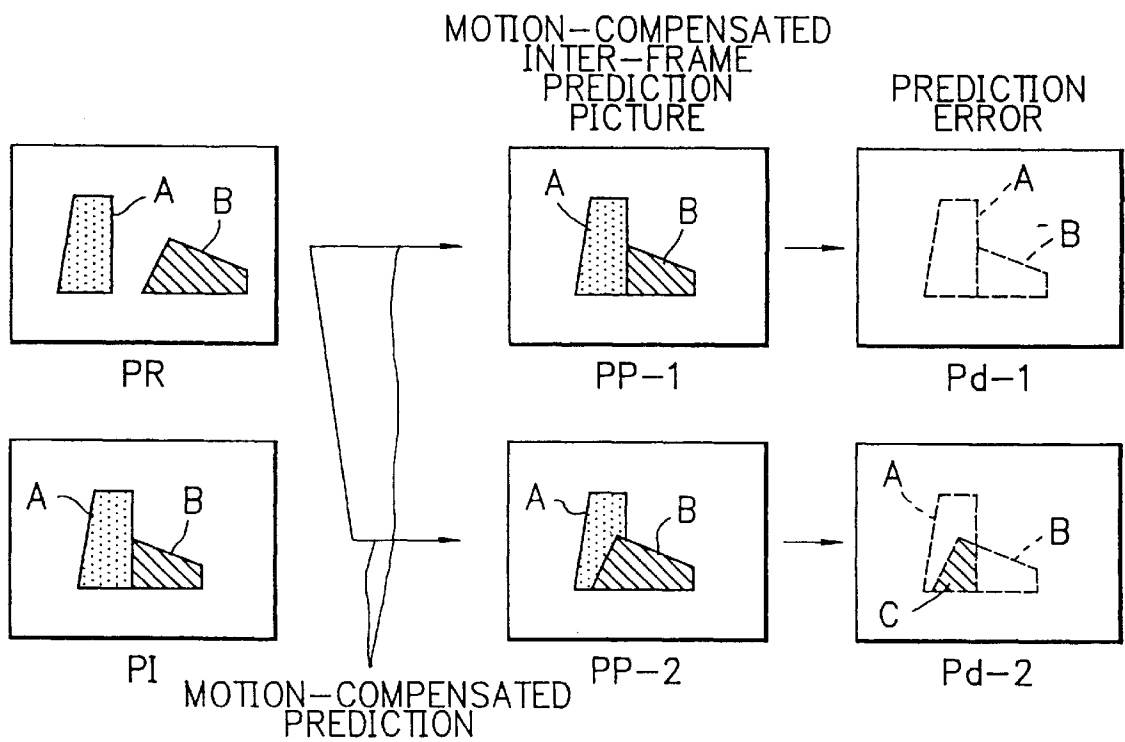 MOTION-COMPENSATED
INTER-FRAME
PREDICTION
PICTURE
PREDICTION
ERROR
A
B
PR
A
B
PP-1
A
B
Pd-1
A
B
PI
A
B
PP-2
A
B
C
Pd-2
MOTION-COMPENSATED
PREDICTION